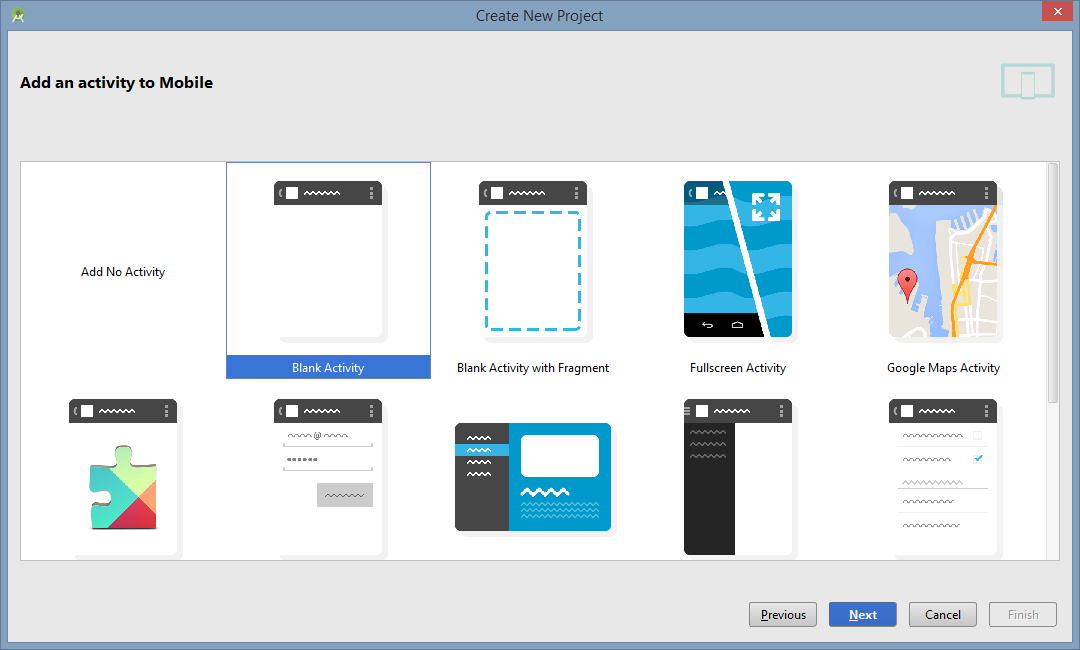 Create New Project
Add an activity to Mobile
Add No Activity
Blank Activity
Blank Activity with Fragment
Fullscreen Activity
Google Maps Activity
@
Previous
Next
Cancel
Finish